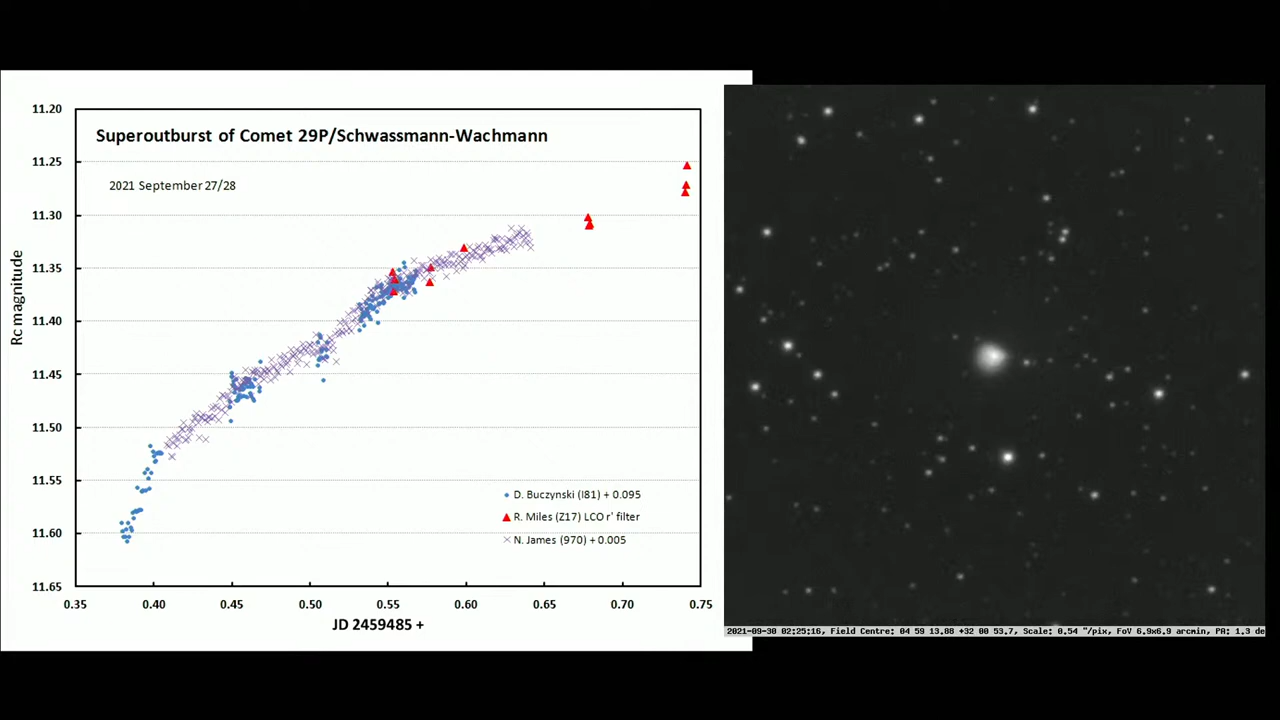 Superoutburst of Comet 29P/Schwassmann-Wachmann
2021 September 27/28
Rc magnitude
11.20
11.25
11.30
11.35
11.40
11.45
11.50
11.55
11.60
11.65
D. Buczynski (I81) + 0.095
R. Miles (Z17) LCO r' filter
N. James (970) + 0.005
0.35 0.40 0.45 0.50 0.55 0.60 0.65 0.70 0.75
JD 2459485 +
2021-09-30 02:25:16, Field Centre: 04 59 13.88 +32 00 53.7, Scale: 0.54 "/pix, FoV 6.9x6.9 arcmin, PA: 1.3 de